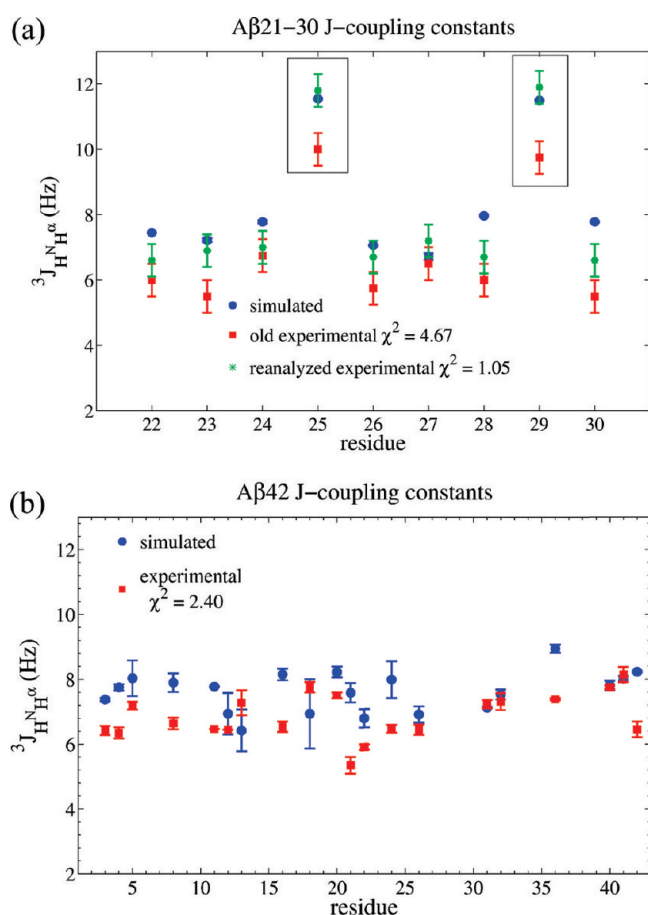 (a)
Aβ21−30 J−coupling constants
³J_HᴺHᵅ (Hz)
12
10
8
6
4
2
simulated
old experimental χ² = 4.67
reanalyzed experimental χ² = 1.05
22 23 24 25 26 27 28 29 30
residue
(b)
Aβ42 J−coupling constants
³J_HᴺHᵅ (Hz)
12
10
8
6
4
2
simulated
experimental
χ² = 2.40
5 10 15 20 25 30 35 40
residue